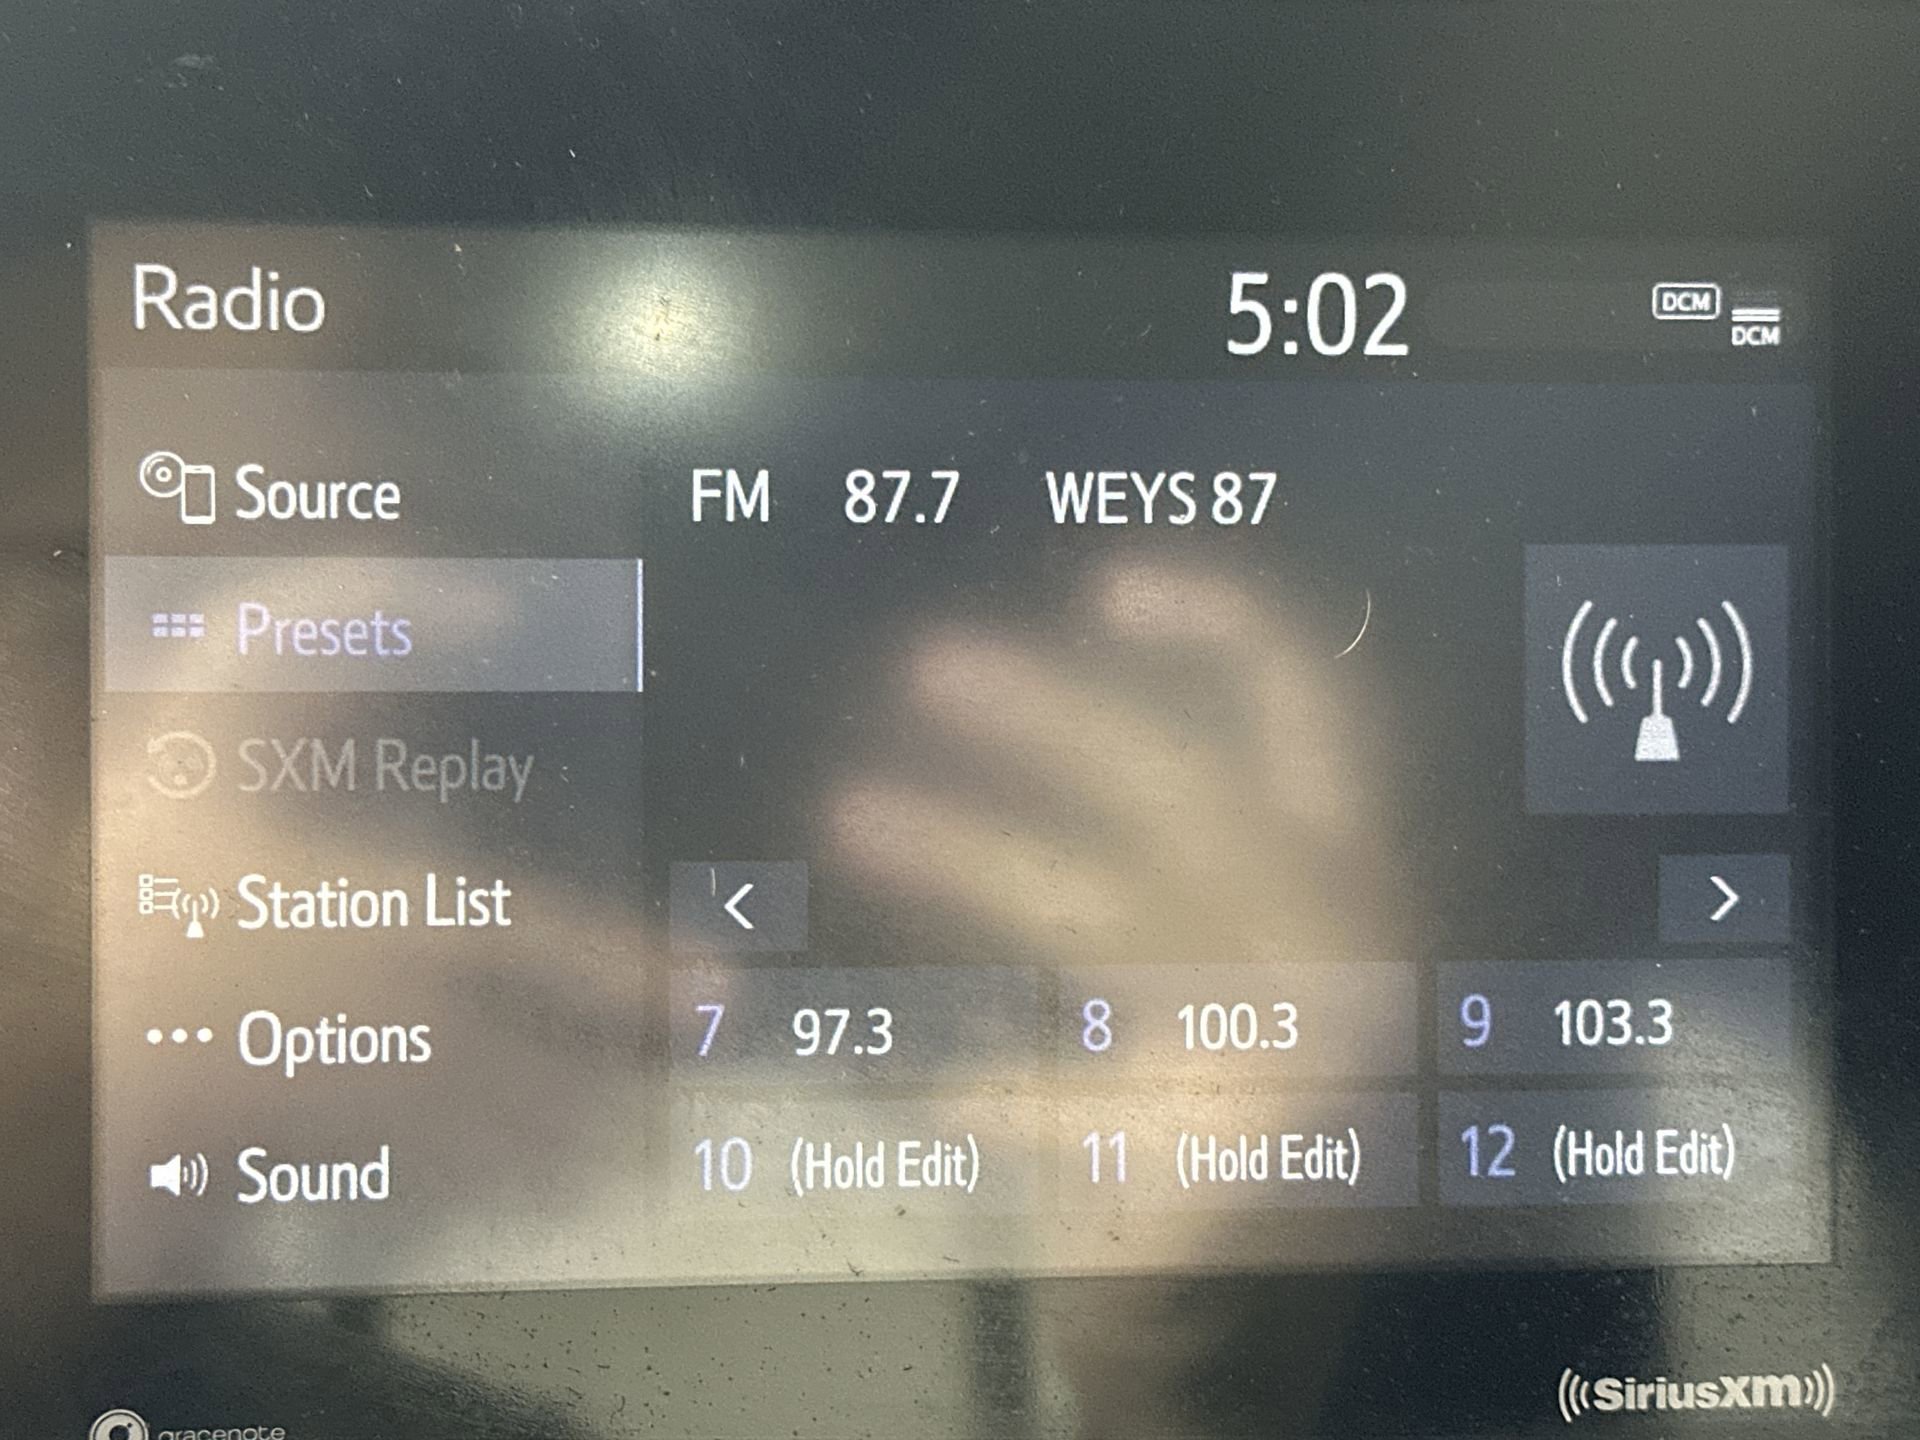 Radio
5:02
DCM
DCM
Source
FM 87.7 WEYS 87
Presets
SXM Replay
Station List
< >
Options
7 97.3 8 100.3 9 103.3
Sound
10 (Hold Edit) 11 (Hold Edit) 12 (Hold Edit)
SiriusXM
gracenote